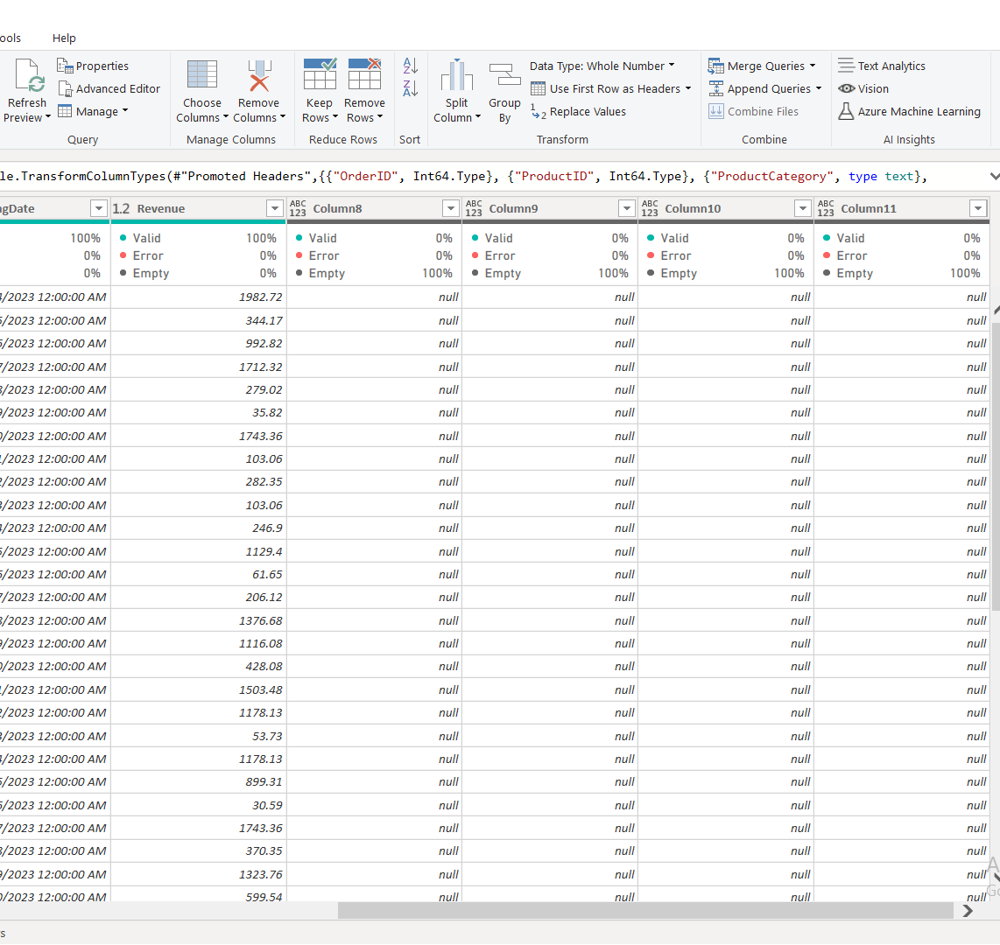 ools Help
Refresh Preview
Properties
Advanced Editor
Manage
Query
Choose Columns
Remove Columns
Manage Columns
Keep Rows
Remove Rows
Reduce Rows
A Z
Z A
Sort
Split Column
Group By
Data Type: Whole Number
Use First Row as Headers
1 2 Replace Values
Transform
Merge Queries
Append Queries
Combine Files
Combine
Text Analytics
Vision
Azure Machine Learning
AI Insights
le.TransformColumnTypes(#"Promoted Headers",{{"OrderID", Int64.Type}, {"ProductID", Int64.Type}, {"ProductCategory", type text},
ngDate 1.2 Revenue ABC 123 Column8 ABC 123 Column9 ABC 123 Column10 ABC 123 Column11
100% Valid 100% Valid 0% Valid 0% Valid 0% Valid 0%
0% Error 0% Error 0% Error 0% Error 0% Error 0%
0% Empty 0% Empty 100% Empty 100% Empty 100% Empty 100%
4/2023 12:00:00 AM 1982.72 null null null null
5/2023 12:00:00 AM 344.17 null null null null
6/2023 12:00:00 AM 992.82 null null null null
7/2023 12:00:00 AM 1712.32 null null null null
8/2023 12:00:00 AM 279.02 null null null null
9/2023 12:00:00 AM 35.82 null null null null
0/2023 12:00:00 AM 1743.36 null null null null
1/2023 12:00:00 AM 103.06 null null null null
2/2023 12:00:00 AM 282.35 null null null null
3/2023 12:00:00 AM 103.06 null null null null
4/2023 12:00:00 AM 246.9 null null null null
5/2023 12:00:00 AM 1129.4 null null null null
6/2023 12:00:00 AM 61.65 null null null null
7/2023 12:00:00 AM 206.12 null null null null
8/2023 12:00:00 AM 1376.68 null null null null
9/2023 12:00:00 AM 1116.08 null null null null
0/2023 12:00:00 AM 428.08 null null null null
1/2023 12:00:00 AM 1503.48 null null null null
2/2023 12:00:00 AM 1178.13 null null null null
3/2023 12:00:00 AM 53.73 null null null null
4/2023 12:00:00 AM 1178.13 null null null null
5/2023 12:00:00 AM 899.31 null null null null
6/2023 12:00:00 AM 30.59 null null null null
7/2023 12:00:00 AM 1743.36 null null null null
8/2023 12:00:00 AM 370.35 null null null null
9/2023 12:00:00 AM 1323.76 null null null null
0/2023 12:00:00 AM 599.54 null null null null